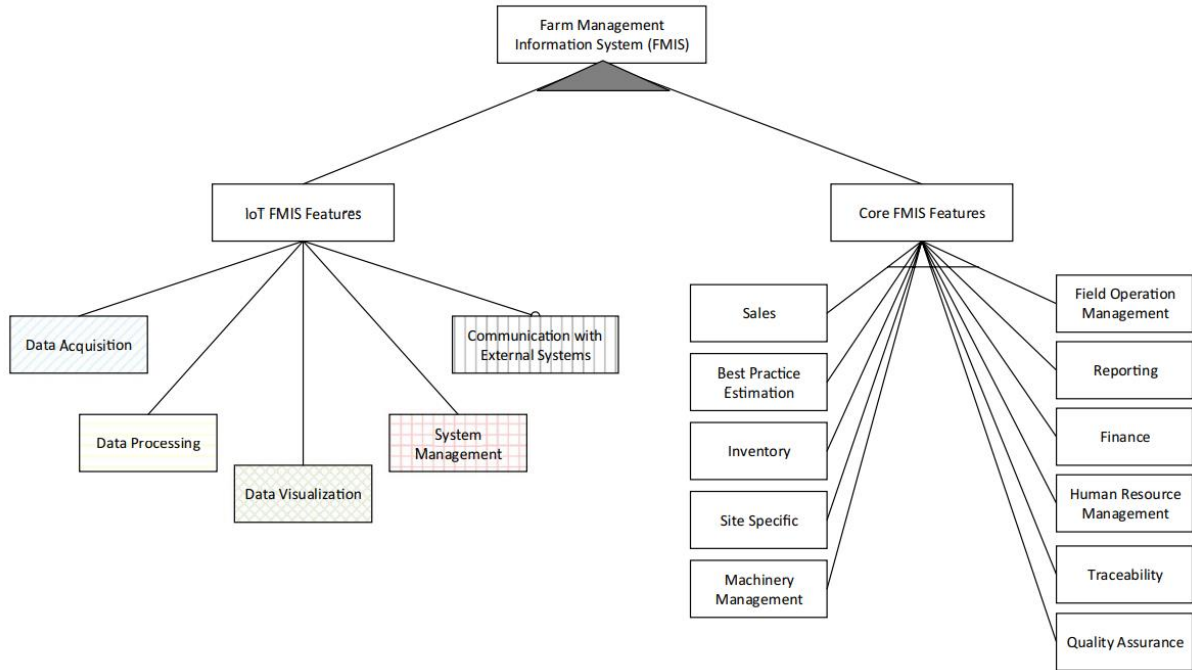 Farm Management
Information System (FMIS)
IoT FMIS Features
Core FMIS Features
Data Acquisition
Communication with
External Systems
Data Processing
System
Management
Data Visualization
Sales
Best Practice
Estimation
Inventory
Site Specific
Machinery
Management
Field Operation
Management
Reporting
Finance
Human Resource
Management
Traceability
Quality Assurance